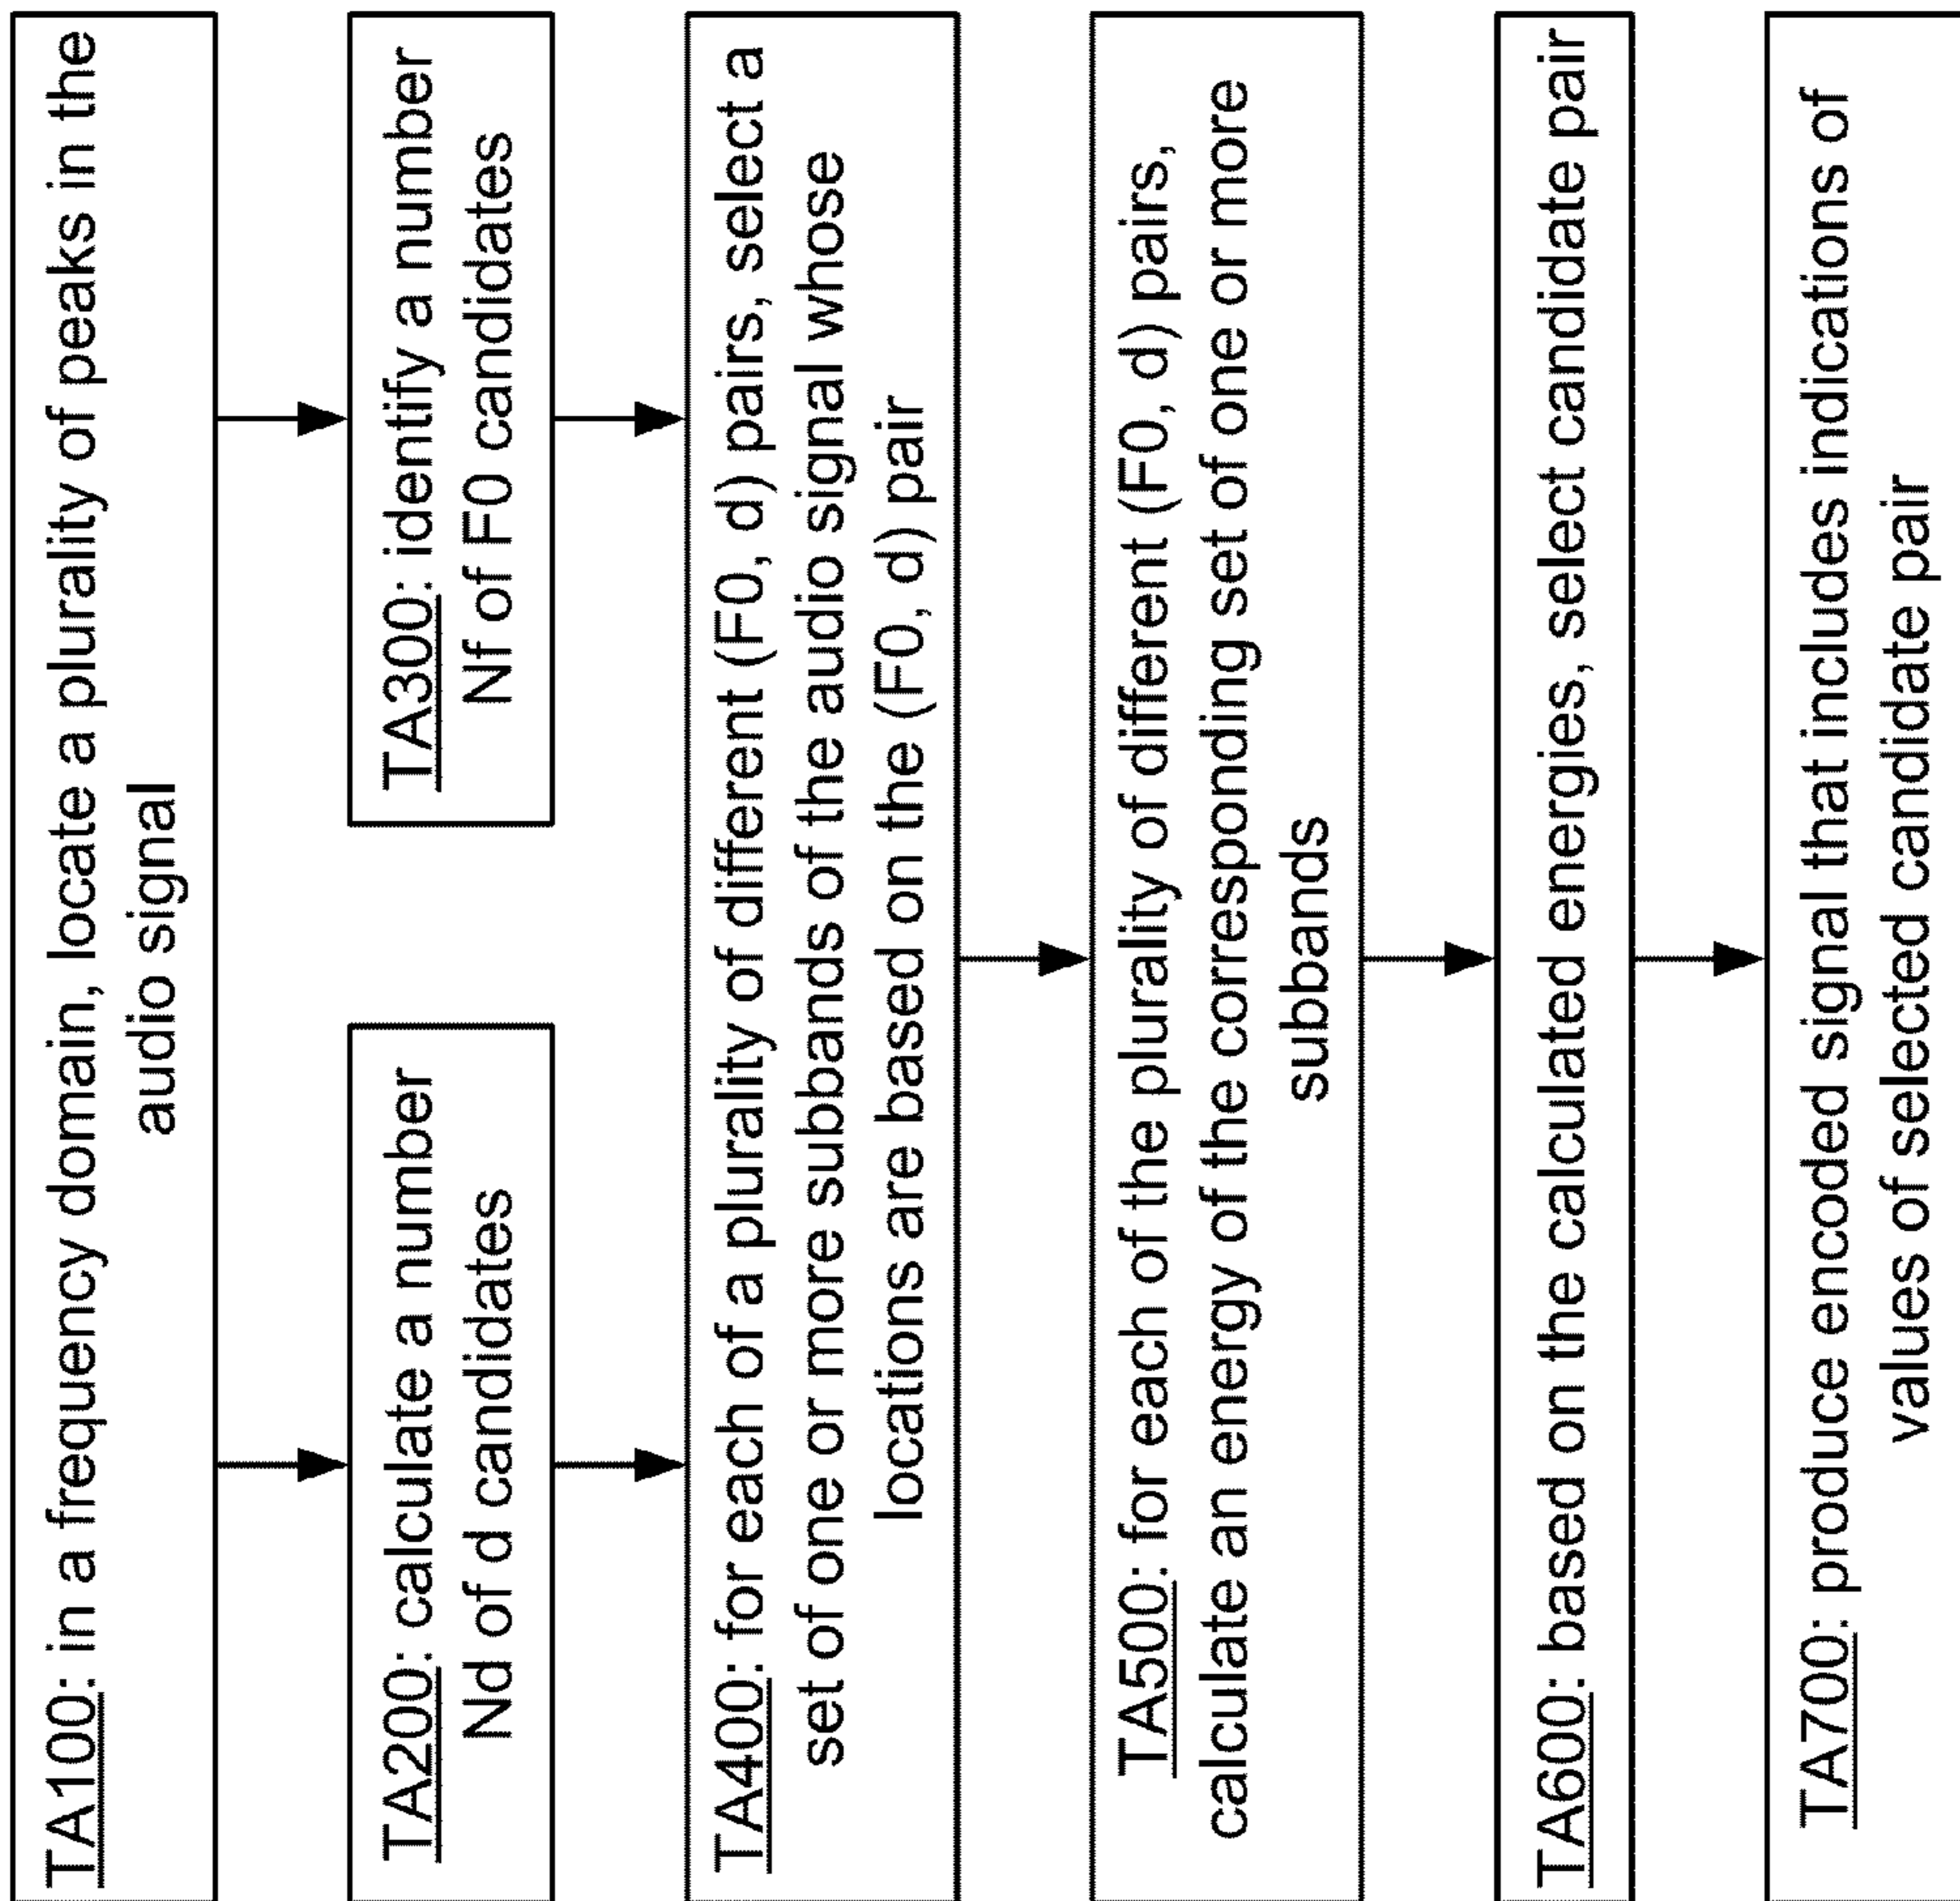 TA100: in a frequency domain, locate a plurality of peaks in the
audio signal
TA200: calculate a number
Nd of d candidates
TA300: identify a number
Nf of F0 candidates
TA400: for each of a plurality of different (F0, d) pairs, select a
set of one or more subbands of the audio signal whose
locations are based on the (F0, d) pair
TA500: for each of the plurality of different (F0, d) pairs,
calculate an energy of the corresponding set of one or more
subbands
TA600: based on the calculated energies, select candidate pair
TA700: produce encoded signal that includes indications of
values of selected candidate pair